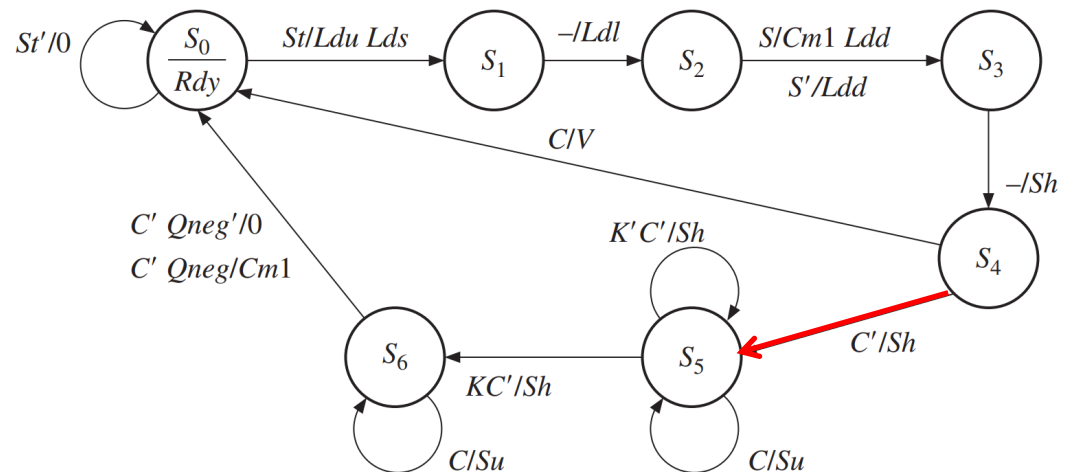 St′/0
S0
Rdy
St/Ldu Lds
S1
–/Ldl
S2
S/Cm1 Ldd
S′/Ldd
S3
C/V
–/Sh
C′ Qneg′/0
C′ Qneg/Cm1
K′C′/Sh
S4
C′/Sh
S6
KC′/Sh
S5
C/Su
C/Su